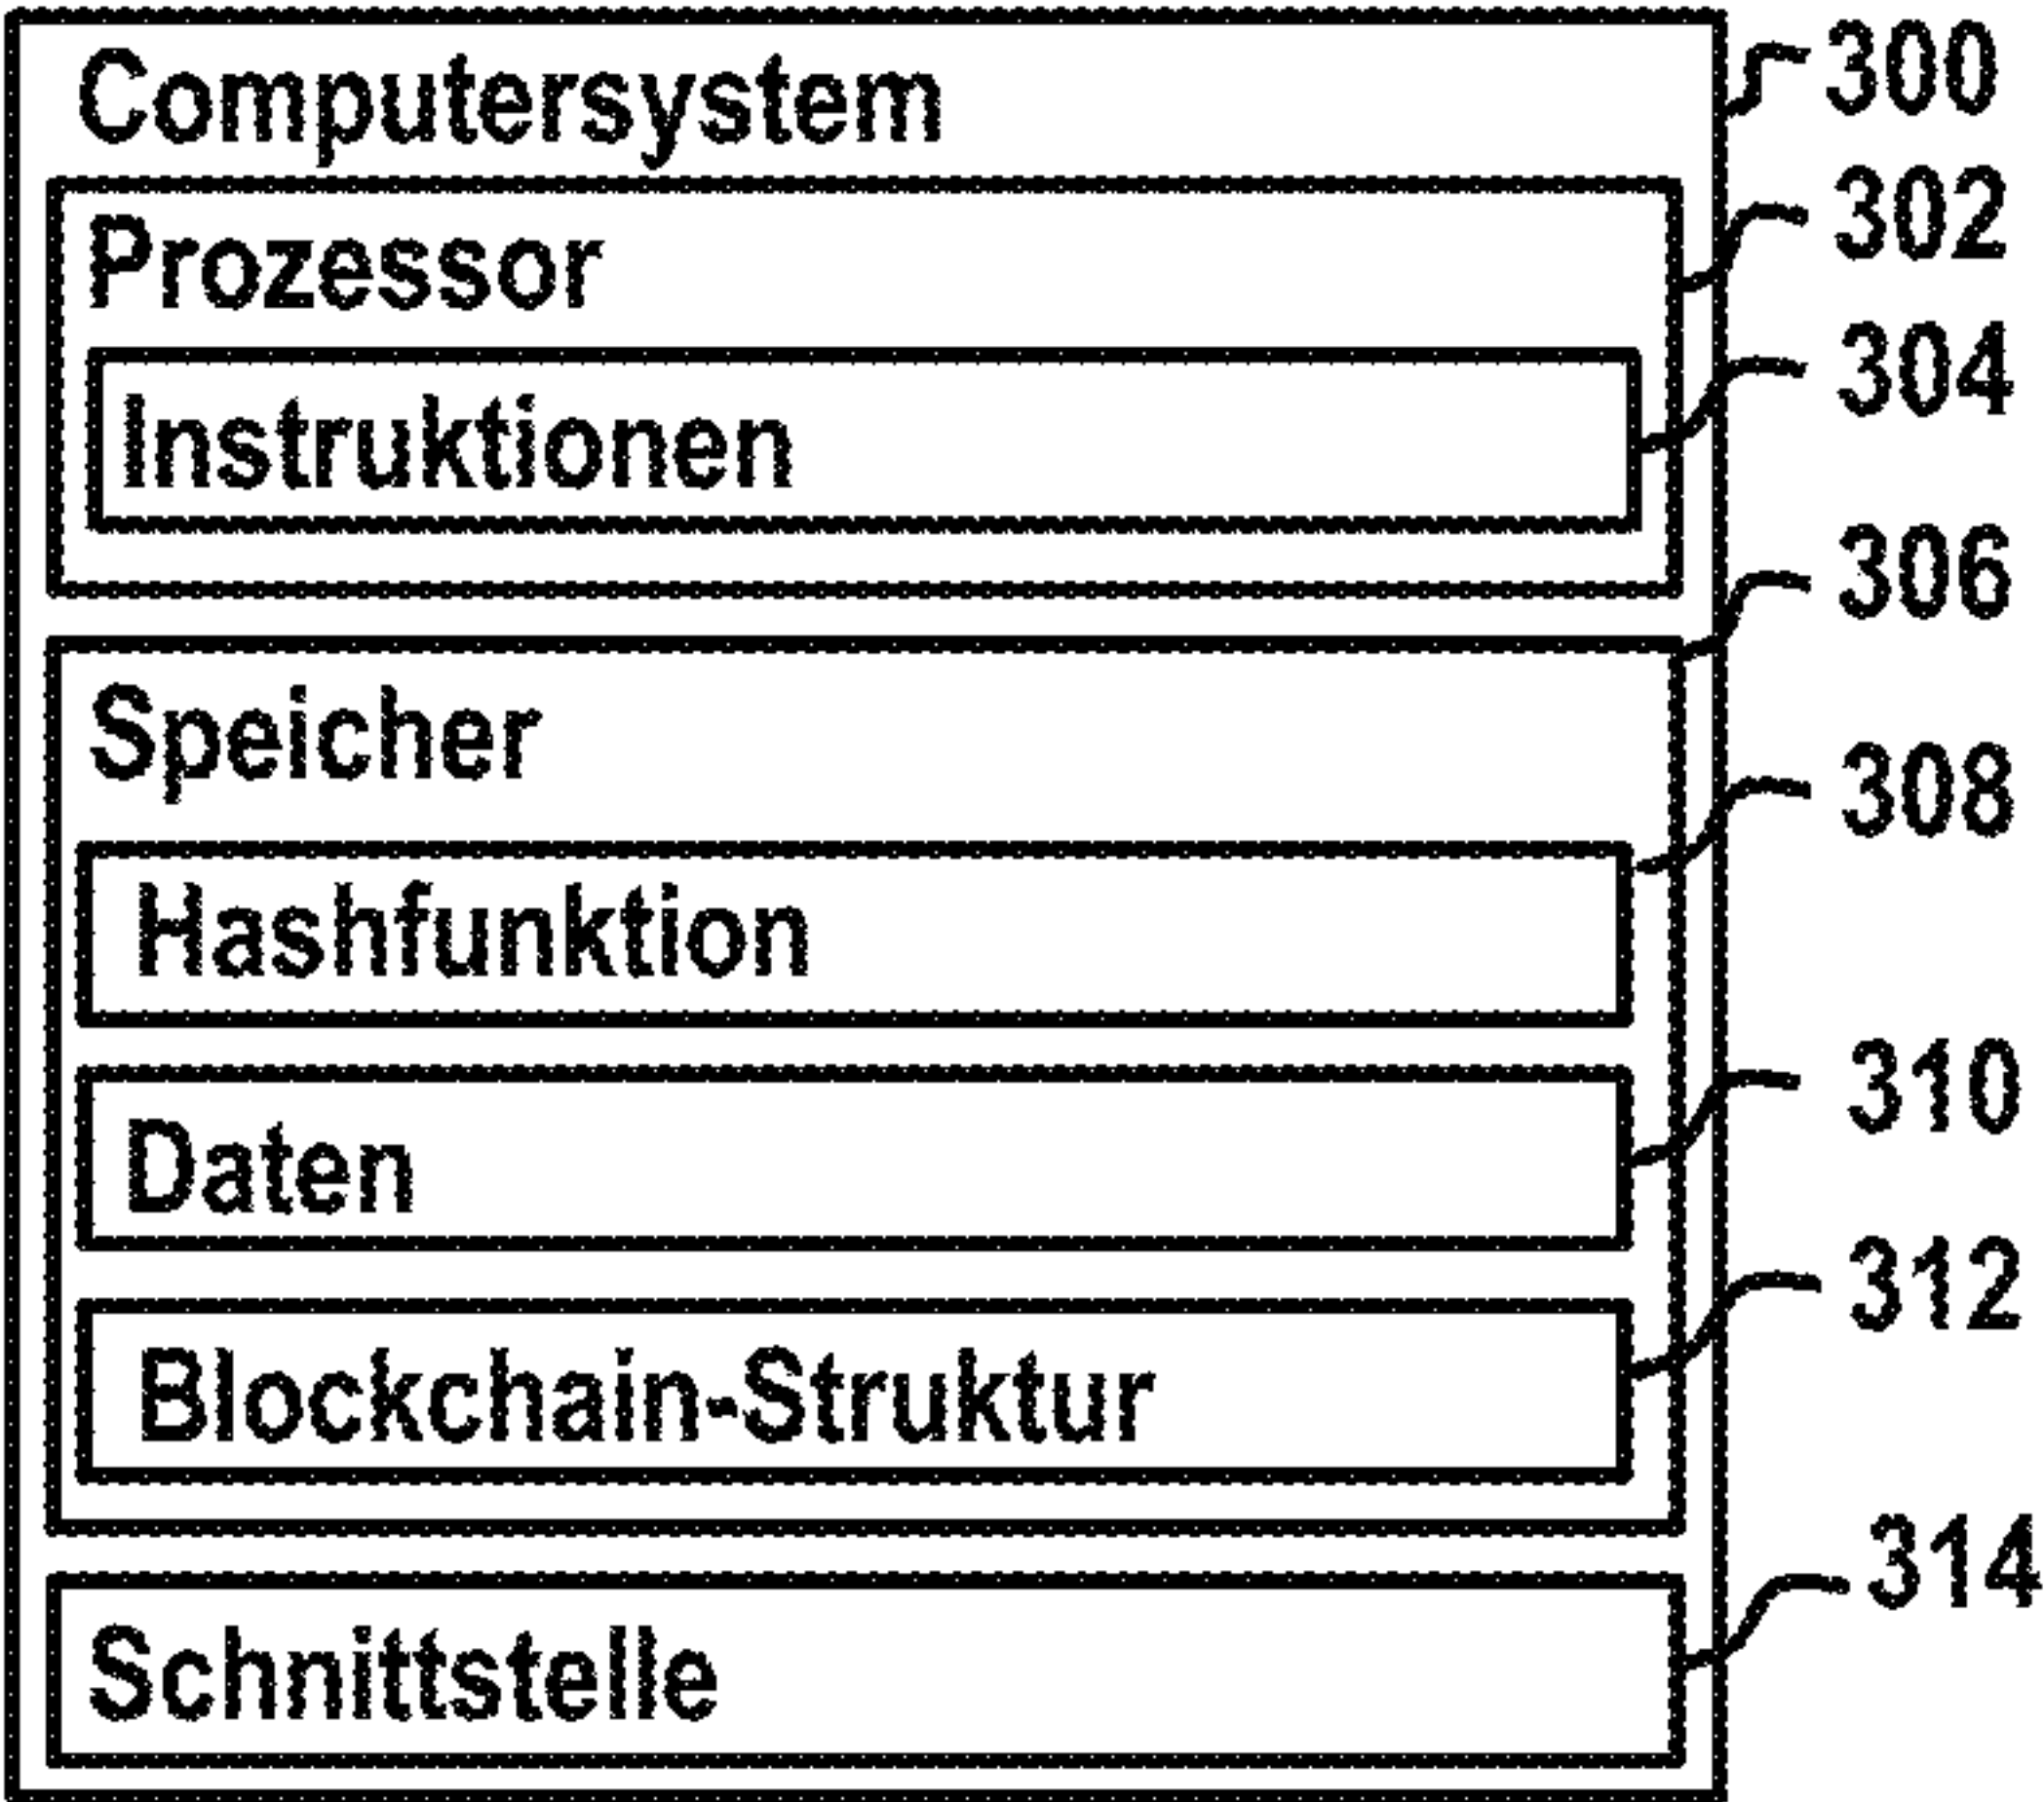 Computersystem 300
Prozessor 302
Instruktionen 304
306
Speicher
308
Hashfunktion
310
Daten
312
Blockchain-Struktur
314
Schnittstelle